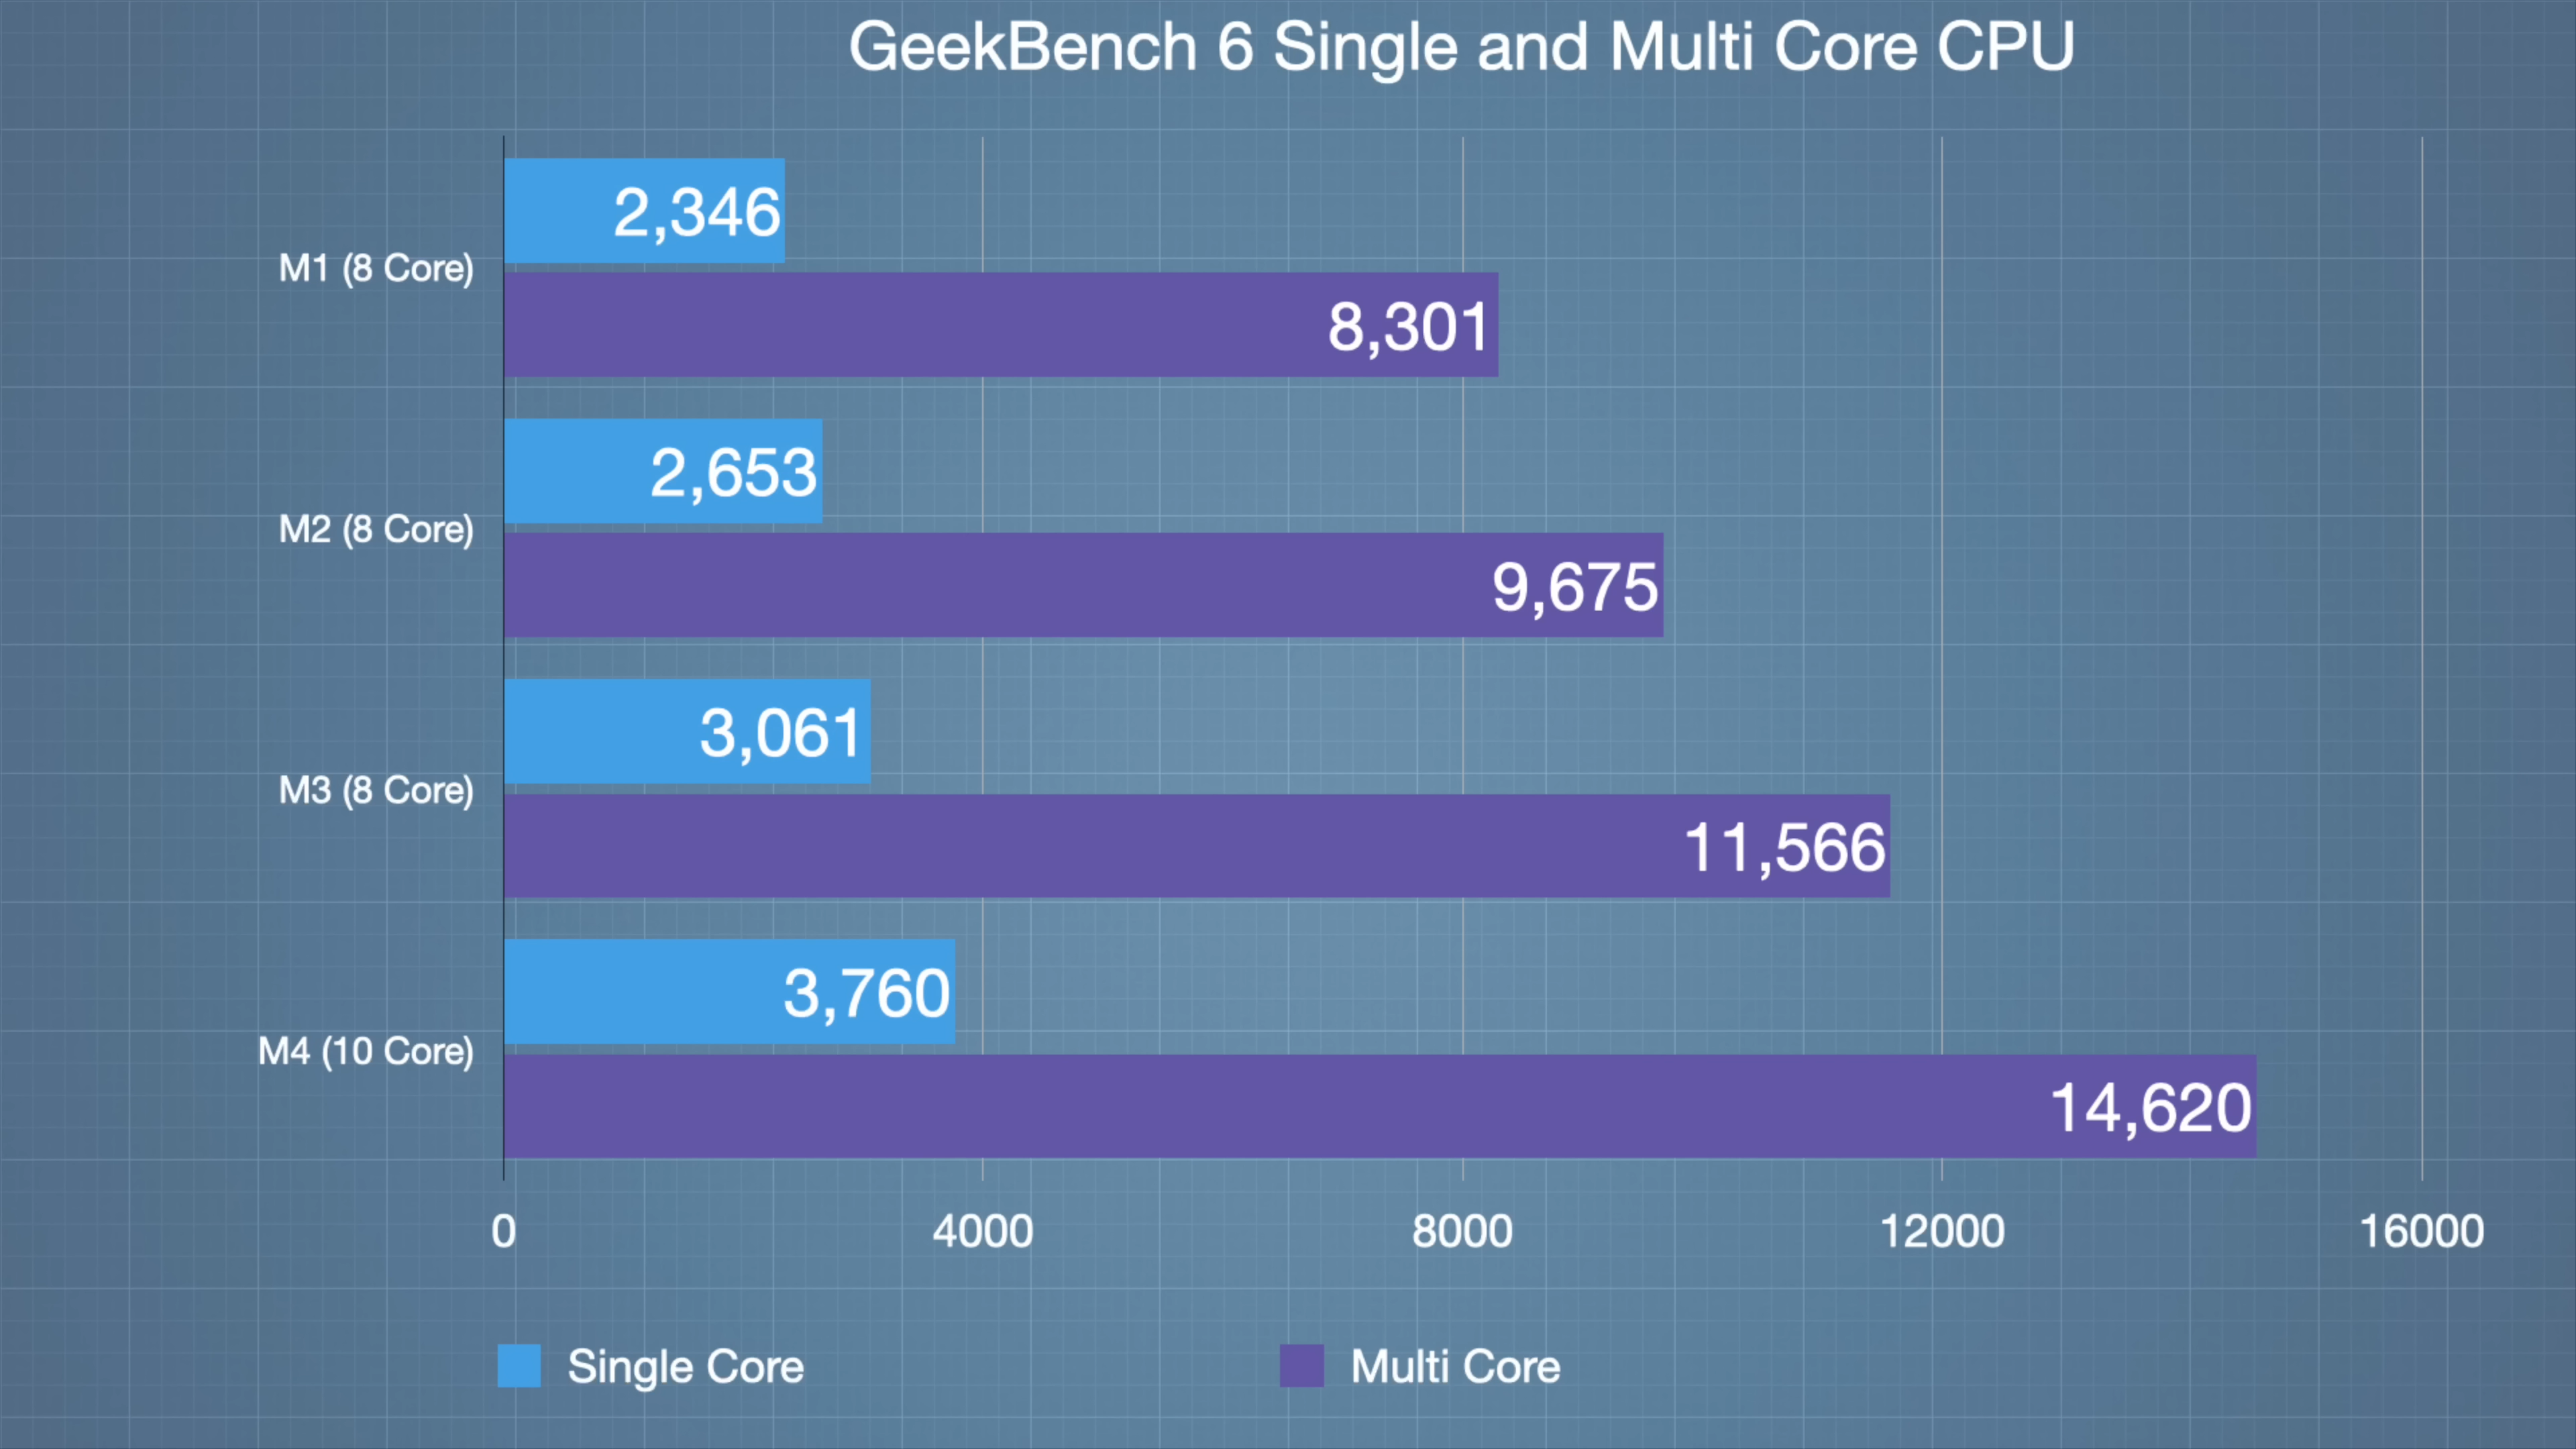 GeekBench 6 Single and Multi Core CPU
2,346
M1 (8 Core)
8,301
2,653
M2 (8 Core)
9,675
3,061
M3 (8 Core)
11,566
3,760
M4 (10 Core)
14,620
0 4000 8000 12000 16000
Single Core Multi Core